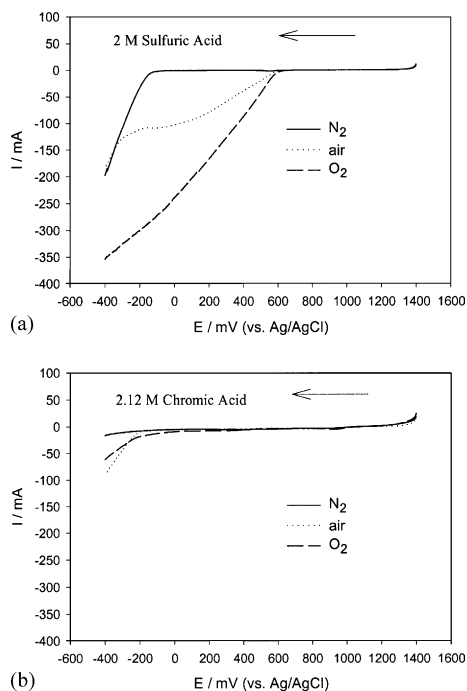 100
2 M Sulfuric Acid
50
0
-50
-100
-150
-200
-250
-300
-350
-400
I / mA
N2
air
O2
-600 -400 -200 0 200 400 600 800 1000 1200 1400
(a)
E / mV (vs. Ag/AgCl)
100
2.12 M Chromic Acid
50
0
-50
-100
-150
-200
-250
-300
-350
-400
I / mA
N2
air
O2
-600 -400 -200 0 200 400 600 800 1000 1200 1400
(b)
E / mV (vs. Ag/AgCl)